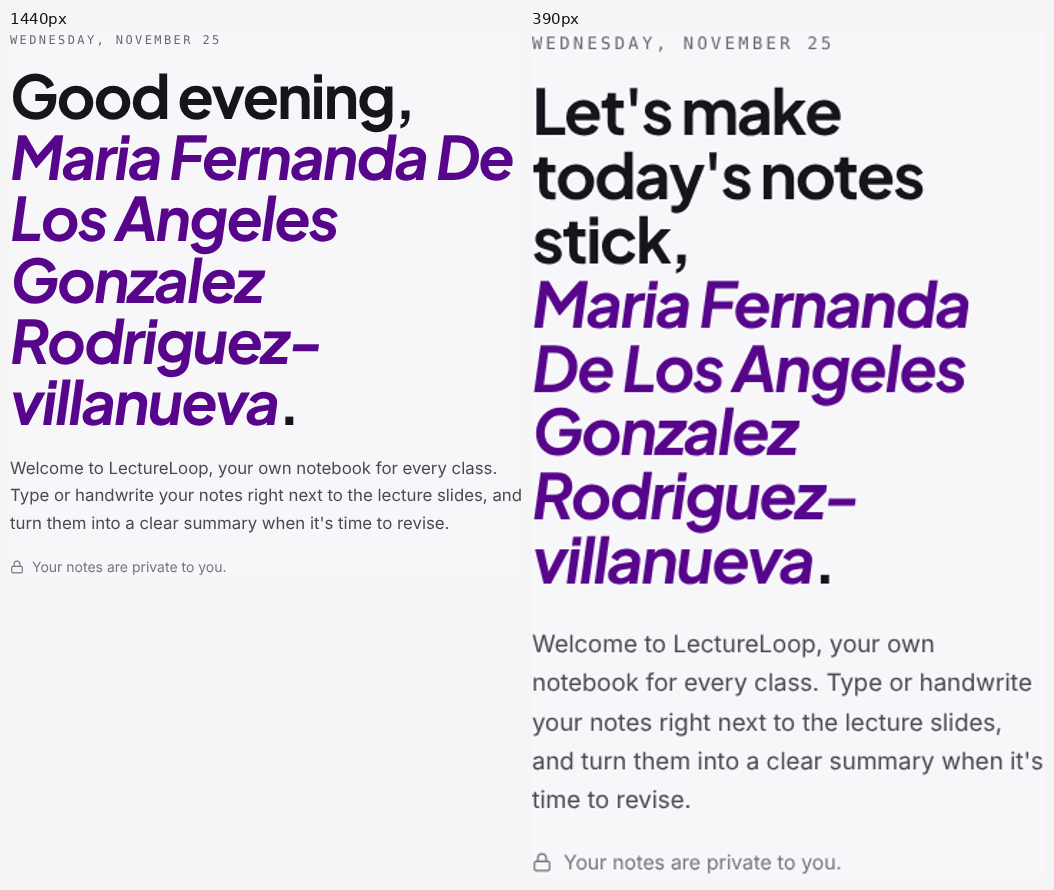 1440px
WEDNESDAY, NOVEMBER 25
Good evening,
Maria Fernanda De
Los Angeles
Gonzalez
Rodriguez-
villanueva.
Welcome to LectureLoop, your own notebook for every class.
Type or handwrite your notes right next to the lecture slides, and
turn them into a clear summary when it's time to revise.
Your notes are private to you.
390px
WEDNESDAY, NOVEMBER 25
Let's make
today's notes
stick,
Maria Fernanda
De Los Angeles
Gonzalez
Rodriguez-
villanueva.
Welcome to LectureLoop, your own
notebook for every class. Type or handwrite
your notes right next to the lecture slides,
and turn them into a clear summary when it's
time to revise.
Your notes are private to you.